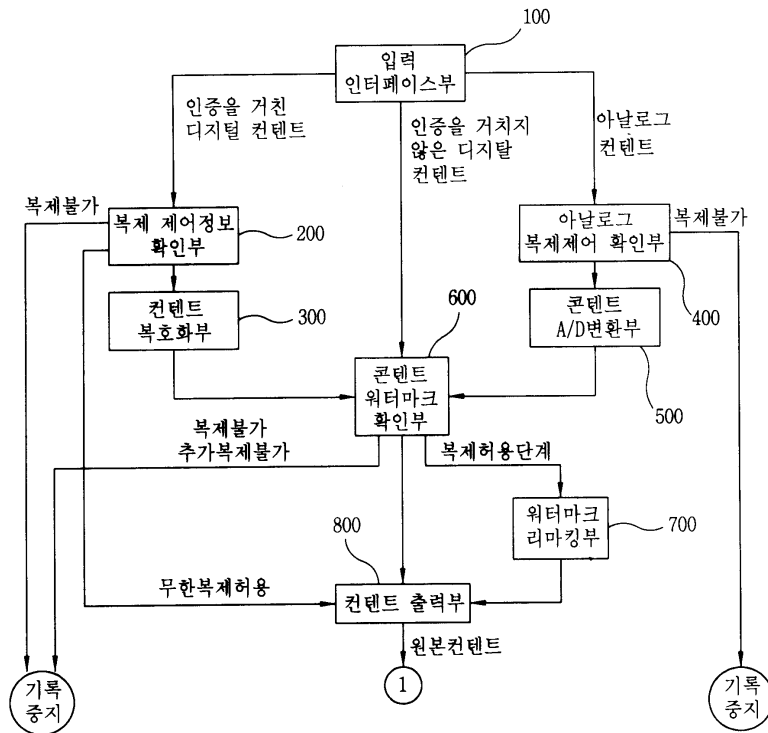 100
입력
인터페이스부
인증을 거친
디지털 컨텐트
인증을 거치지
않은 디지탈
컨텐트
아날로그
컨텐트
복제불가
복제 제어정보
확인부
200
아날로그
복제제어 확인부
복제불가
400
컨텐트
복호화부
300
600
콘텐트
A/D변환부
500
콘텐트
워터마크
확인부
복제불가
추가복제불가
복제허용단계
워터마크
리마킹부
700
800
무한복제허용
컨텐트 출력부
원본컨텐트
기록
중지
1
기록
중지